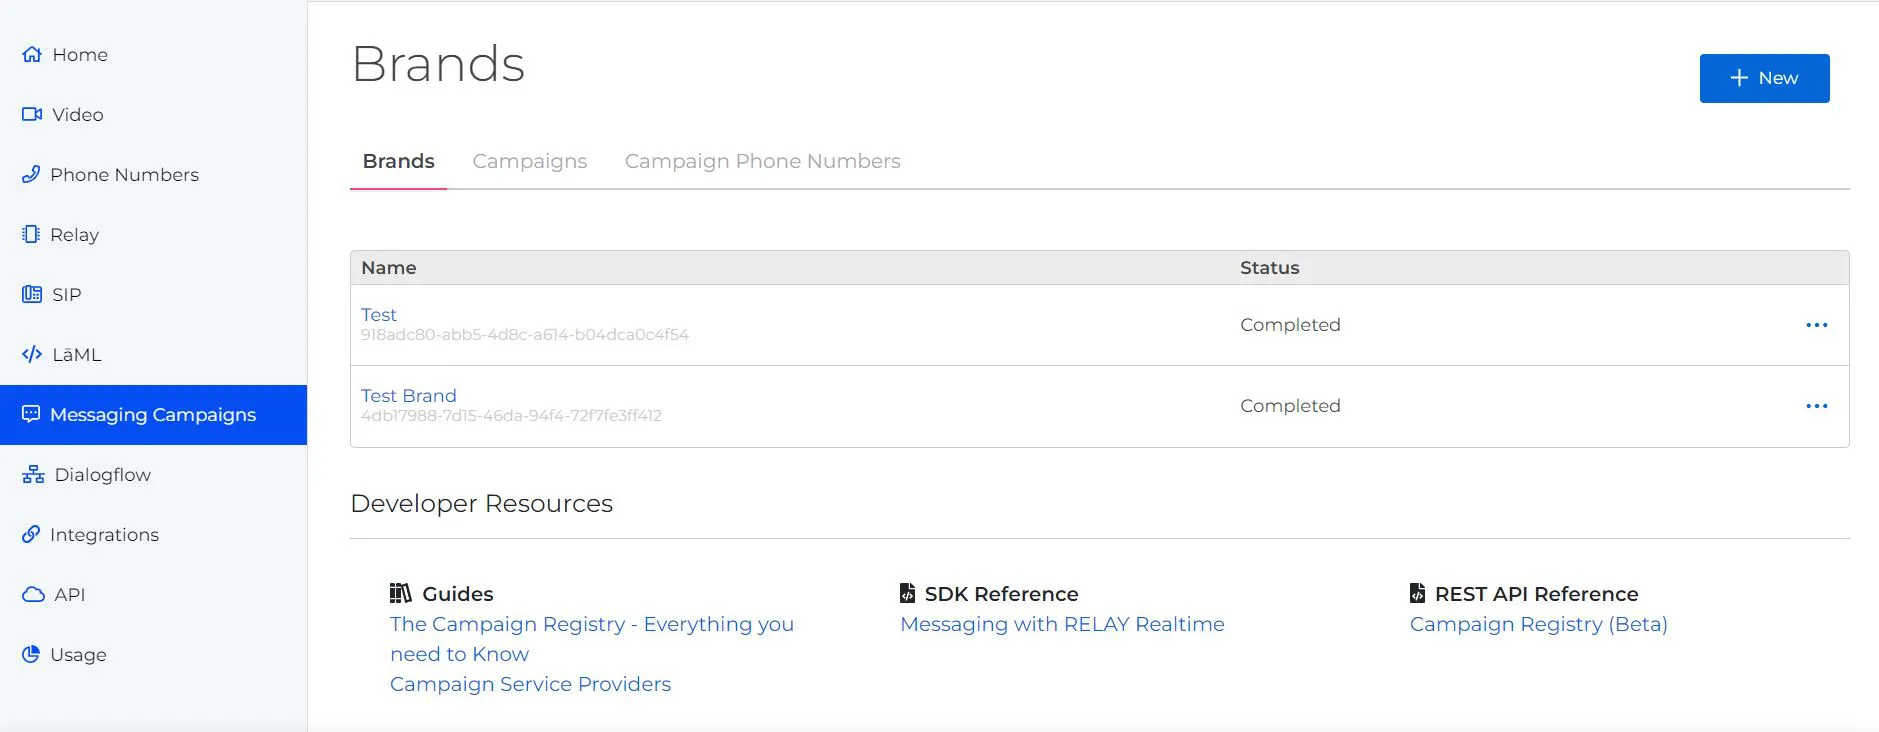 Home
Video
Phone Numbers
Relay
SIP
LāML
Messaging Campaigns
Dialogflow
Integrations
API
Usage
Brands
New
Brands Campaigns Campaign Phone Numbers
Name Status
Test
918adc80-abb5-4d8c-a614-b04dca0c4f54
Completed
Test Brand
4db17988-7d15-46da-94f4-72f7fe3ff412
Completed
Developer Resources
Guides
The Campaign Registry - Everything you
need to Know
Campaign Service Providers
SDK Reference
Messaging with RELAY Realtime
REST API Reference
Campaign Registry (Beta)